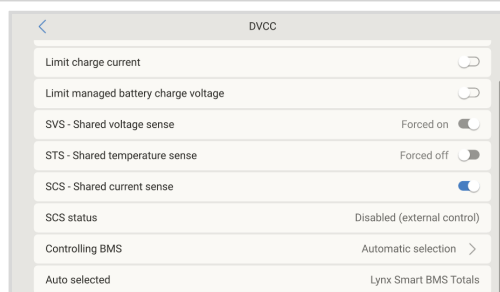 DVCC
Limit charge current
Limit managed battery charge voltage
SVS - Shared voltage sense Forced on
STS - Shared temperature sense Forced off
SCS - Shared current sense
SCS status Disabled (external control)
Controlling BMS Automatic selection
Auto selected Lynx Smart BMS Totals